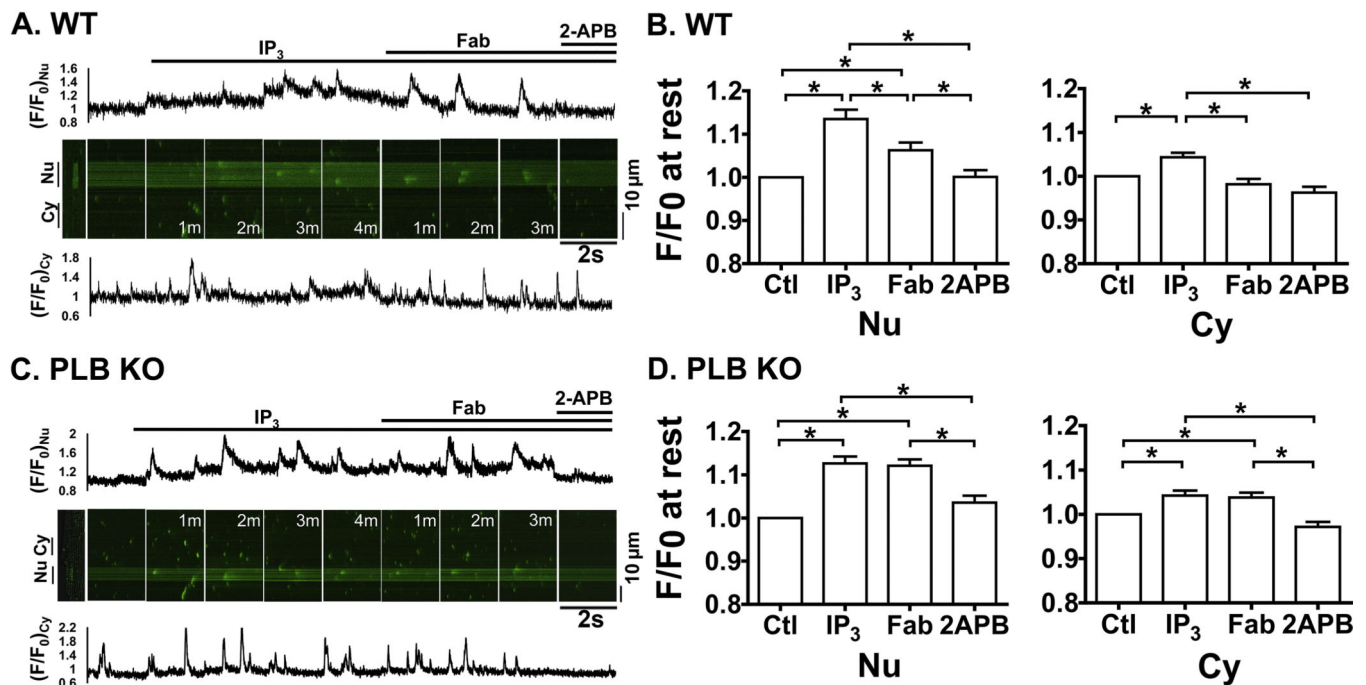 A. WT
2-APB
Fab
IP3
(F/F0)Nu
1.6
1.4
1.2
1
0.8
Nu
Cy
1m 2m 3m 4m 1m 2m 3m
10 µm
2s
(F/F0)Cy
1.8
1.4
1
0.6
B. WT
F/F0 at rest
1.2
1.1
1.0
0.9
0.8
* * * * * *
Ctl IP3 Fab 2APB
Nu
1.2
1.1
1.0
0.9
0.8
* * *
Ctl IP3 Fab 2APB
Cy
C. PLB KO
2-APB
Fab
IP3
(F/F0)Nu
2
1.6
1.2
0.8
Nu Cy
1m 2m 3m 4m 1m 2m 3m
10 µm
2s
(F/F0)Cy
2.2
1.8
1.4
1
0.6
D. PLB KO
F/F0 at rest
1.2
1.1
1.0
0.9
0.8
* * * *
Ctl IP3 Fab 2APB
Nu
1.2
1.1
1.0
0.9
0.8
* * * *
Ctl IP3 Fab 2APB
Cy